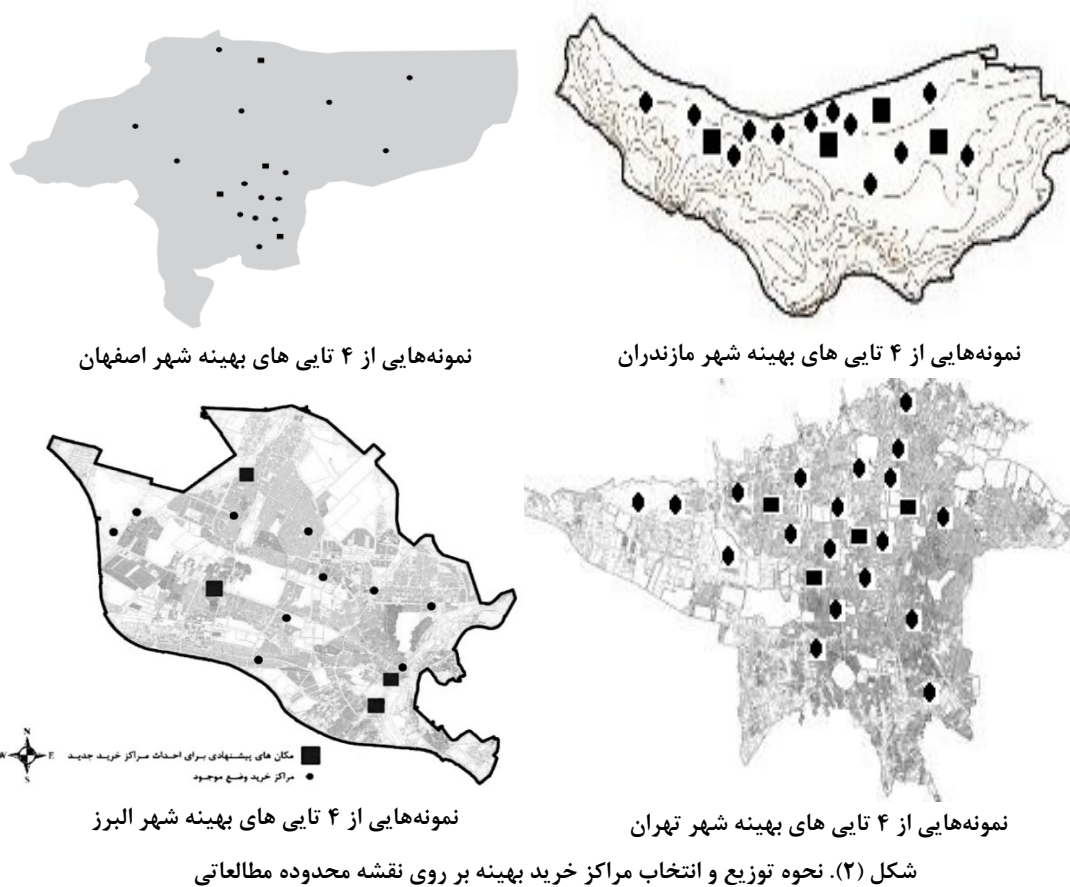 نمونه‌هایی از ۴ تایی های بهینه شهر مازندران
نمونه‌هایی از ۴ تایی های بهینه شهر اصفهان
N
W E
S
مکان های پیشنهادی برای احداث مراکز خرید جدید
مراکز خرید وضع موجود
نمونه‌هایی از ۴ تایی های بهینه شهر تهران
نمونه‌هایی از ۴ تایی های بهینه شهر البرز
شکل (۲). نحوه توزیع و انتخاب مراکز خرید بهینه بر روی نقشه محدوده مطالعاتی